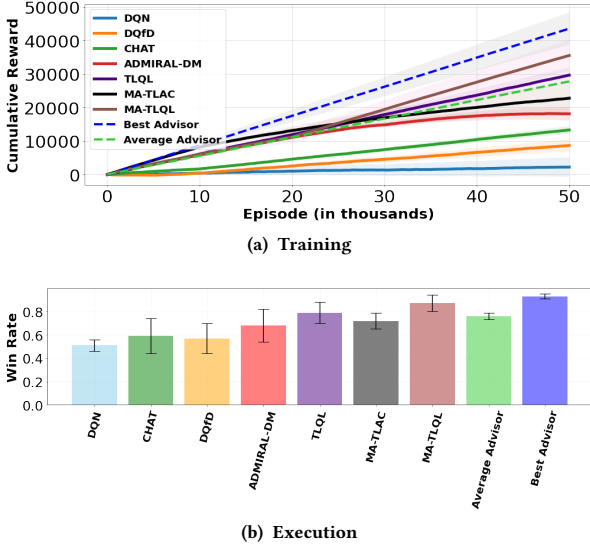 50000
40000
30000
20000
10000
0
Cumulative Reward
DQN
DQfD
CHAT
ADMIRAL-DM
TLQL
MA-TLAC
MA-TLQL
Best Advisor
Average Advisor
0 10 20 30 40 50
Episode (in thousands)
(a) Training
0.8
0.6
0.4
0.2
0.0
Win Rate
DQN
CHAT
DQfD
ADMIRAL-DM
TLQL
MA-TLAC
MA-TLQL
Average Advisor
Best Advisor
(b) Execution